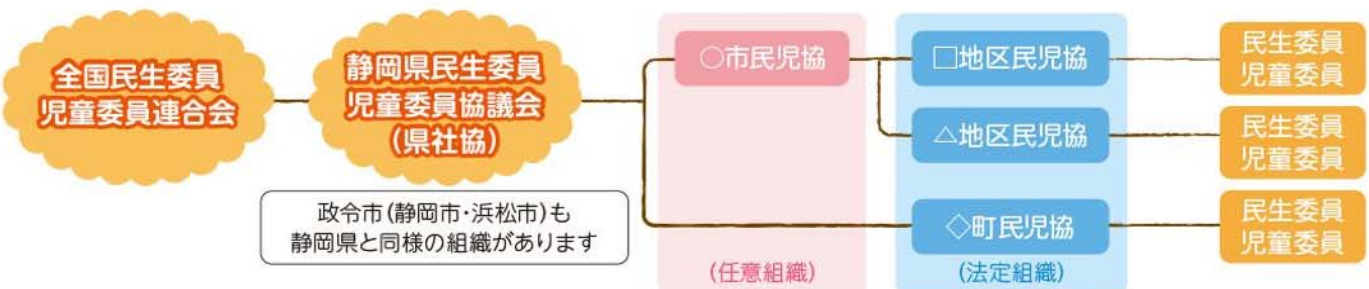 全国民生委員
児童委員連合会
静岡県民生委員
児童委員協議会
(県社協)
政令市(静岡市・浜松市)も
静岡県と同様の組織があります
○市民児協
(任意組織)
□地区民児協
△地区民児協
◇町民児協
(法定組織)
民生委員
児童委員
民生委員
児童委員
民生委員
児童委員